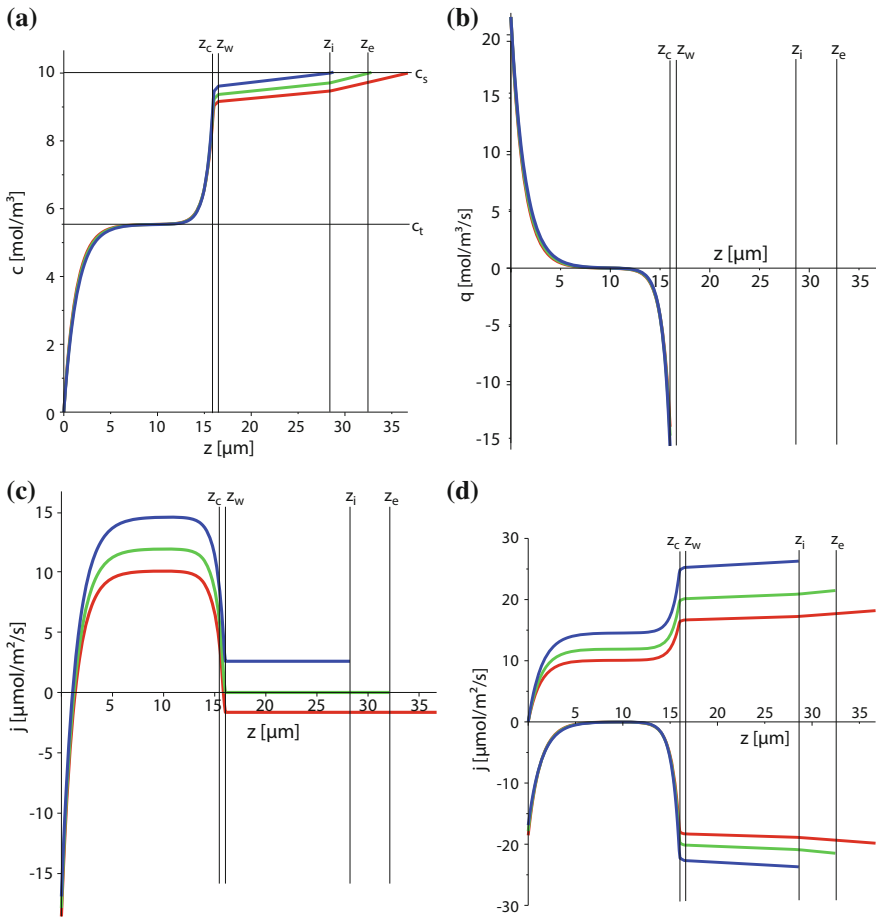 (a)
z_c z_w z_i z_e
10
8
6
4
2
0
c_s
c_t
c [mol/m³]
0 5 10 15 20 25 30 35
z [µm]
(b)
z_c z_w z_i z_e
20
15
10
5
0
-5
-10
-15
q [mol/m³/s]
z [µm]
5 10 15 20 25 30 35
(c)
z_c z_w z_i z_e
15
10
5
0
-5
-10
-15
j [µmol/m²/s]
5 10 15 20 25 30 35
z [µm]
(d)
z_c z_w z_i z_e
30
20
10
0
-10
-20
-30
j [µmol/m²/s]
5 10 15 20 25 30 35
z [µm]